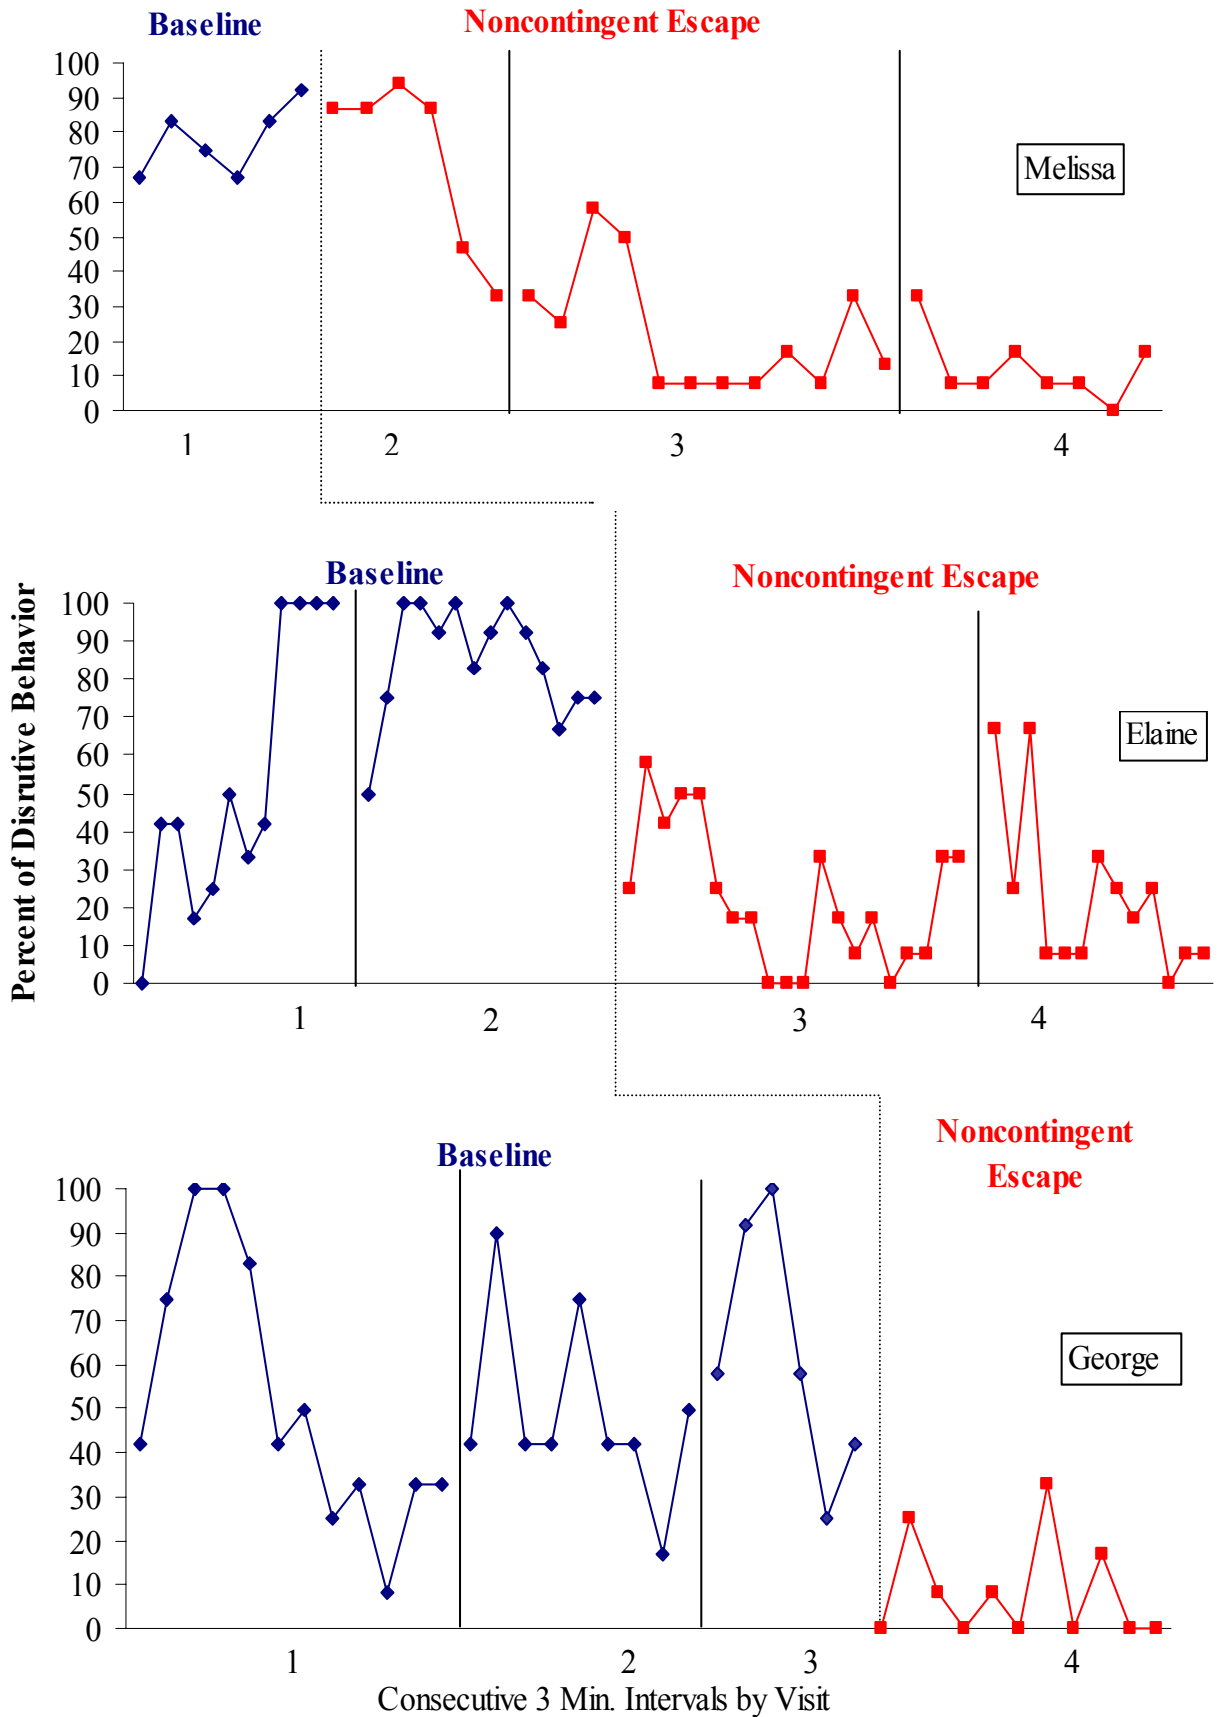 Baseline
Noncontingent Escape
100
90
80
70
60
50
40
30
20
10
0
Melissa
1 2 3 4
Percent of Disrutive Behavior
Baseline
Noncontingent Escape
100
90
80
70
60
50
40
30
20
10
0
Elaine
1 2 3 4
Baseline
Noncontingent
Escape
100
90
80
70
60
50
40
30
20
10
0
George
1 2 3 4
Consecutive 3 Min. Intervals by Visit